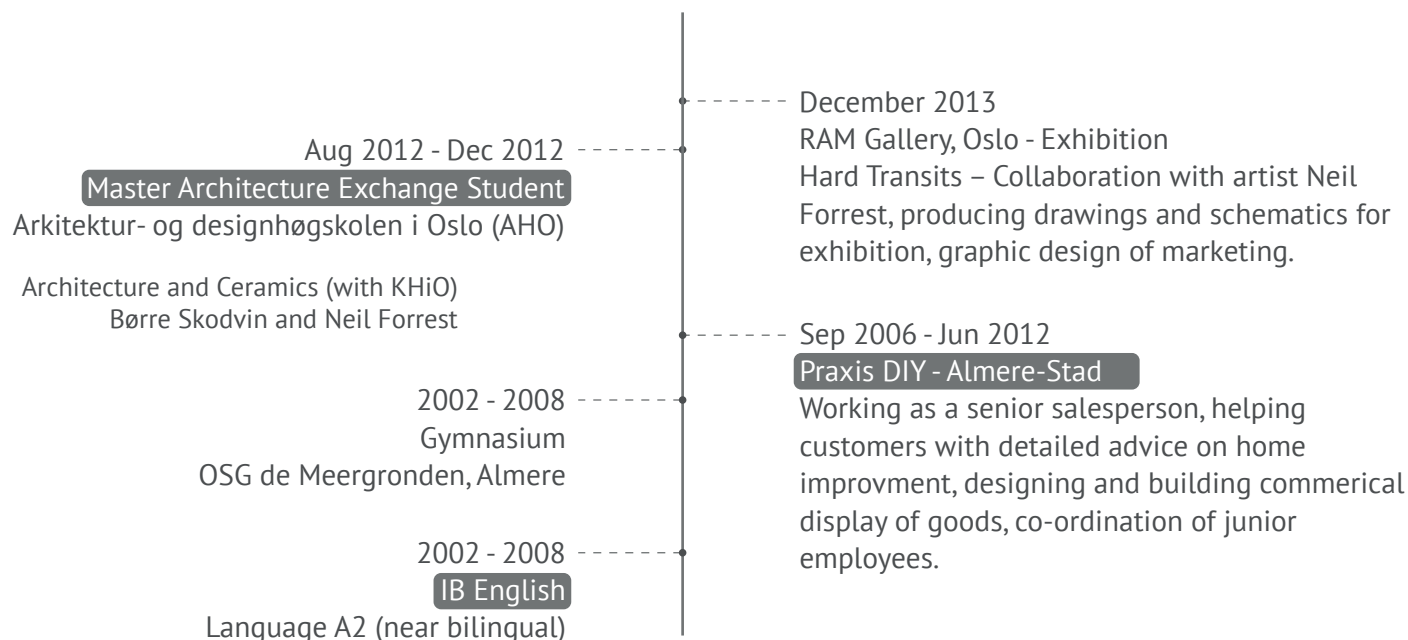 Aug 2012 - Dec 2012
Master Architecture Exchange Student
Arkitektur- og designhøgskolen i Oslo (AHO)
Architecture and Ceramics (with KHiO)
Børre Skodvin and Neil Forrest
2002 - 2008
Gymnasium
OSG de Meergronden, Almere
2002 - 2008
IB English
Language A2 (near bilingual)
December 2013
RAM Gallery, Oslo - Exhibition
Hard Transits – Collaboration with artist Neil
Forrest, producing drawings and schematics for
exhibition, graphic design of marketing.
Sep 2006 - Jun 2012
Praxis DIY - Almere-Stad
Working as a senior salesperson, helping
customers with detailed advice on home
improvment, designing and building commerical
display of goods, co-ordination of junior
employees.